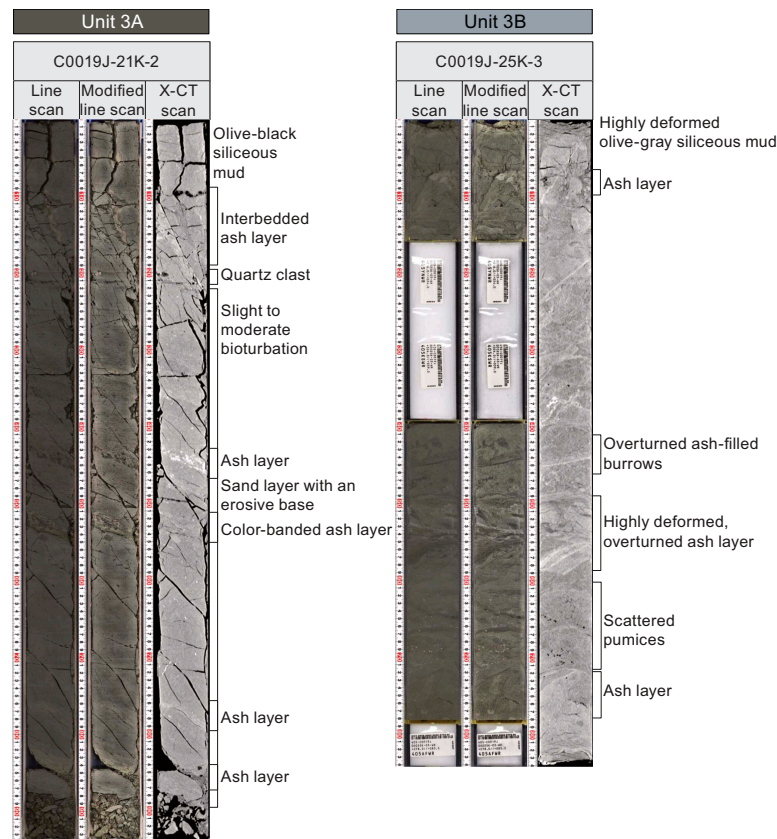 Unit 3A
C0019J-21K-2
Line
scan
Modified
line scan
X-CT
scan
Olive-black
siliceous
mud
Interbedded
ash layer
Quartz clast
Slight to
moderate
bioturbation
Ash layer
Sand layer with an
erosive base
Color-banded ash layer
Ash layer
Ash layer
Unit 3B
C0019J-25K-3
Line
scan
Modified
line scan
X-CT
scan
Highly deformed
olive-gray siliceous mud
Ash layer
Overturned ash-filled
burrows
Highly deformed,
overturned ash layer
Scattered
pumices
Ash layer